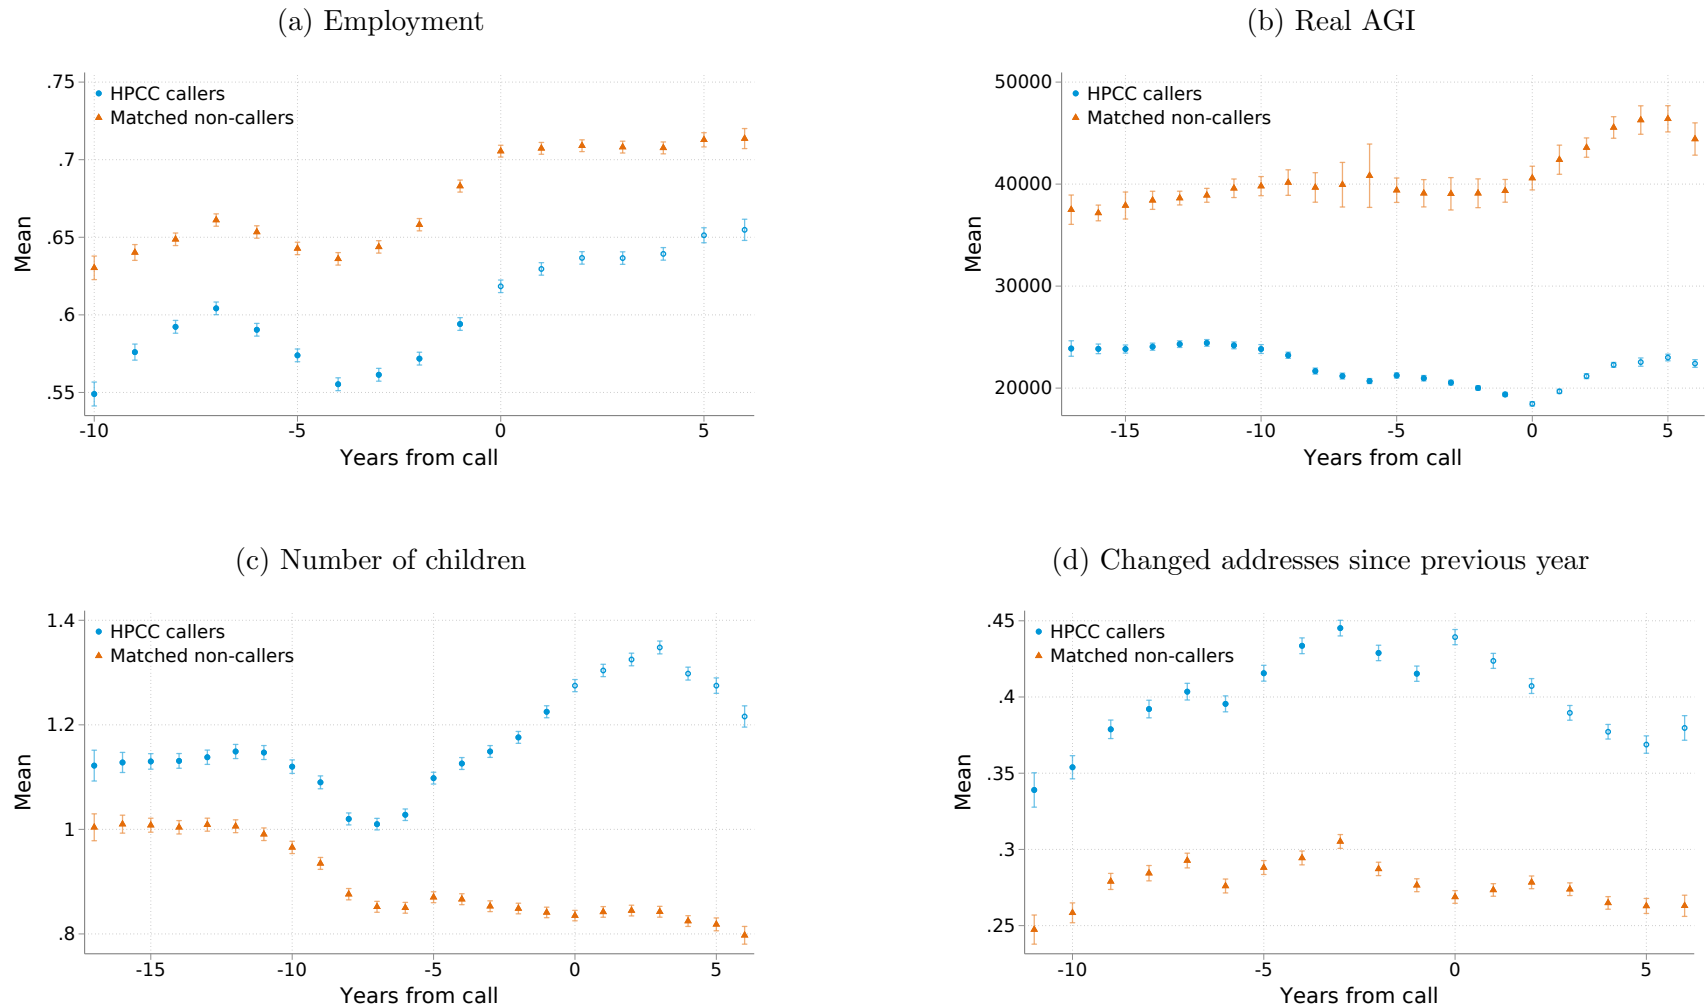 (a) Employment
.75
.7
.65
.6
.55
Mean
HPCC callers
Matched non-callers
-10
-5
0
5
Years from call
(b) Real AGI
50000
40000
30000
20000
Mean
HPCC callers
Matched non-callers
-15
-10
-5
0
5
Years from call
(c) Number of children
1.4
1.2
1
.8
Mean
HPCC callers
Matched non-callers
-15
-10
-5
0
5
Years from call
(d) Changed addresses since previous year
.45
.4
.35
.3
.25
Mean
HPCC callers
Matched non-callers
-10
-5
0
5
Years from call